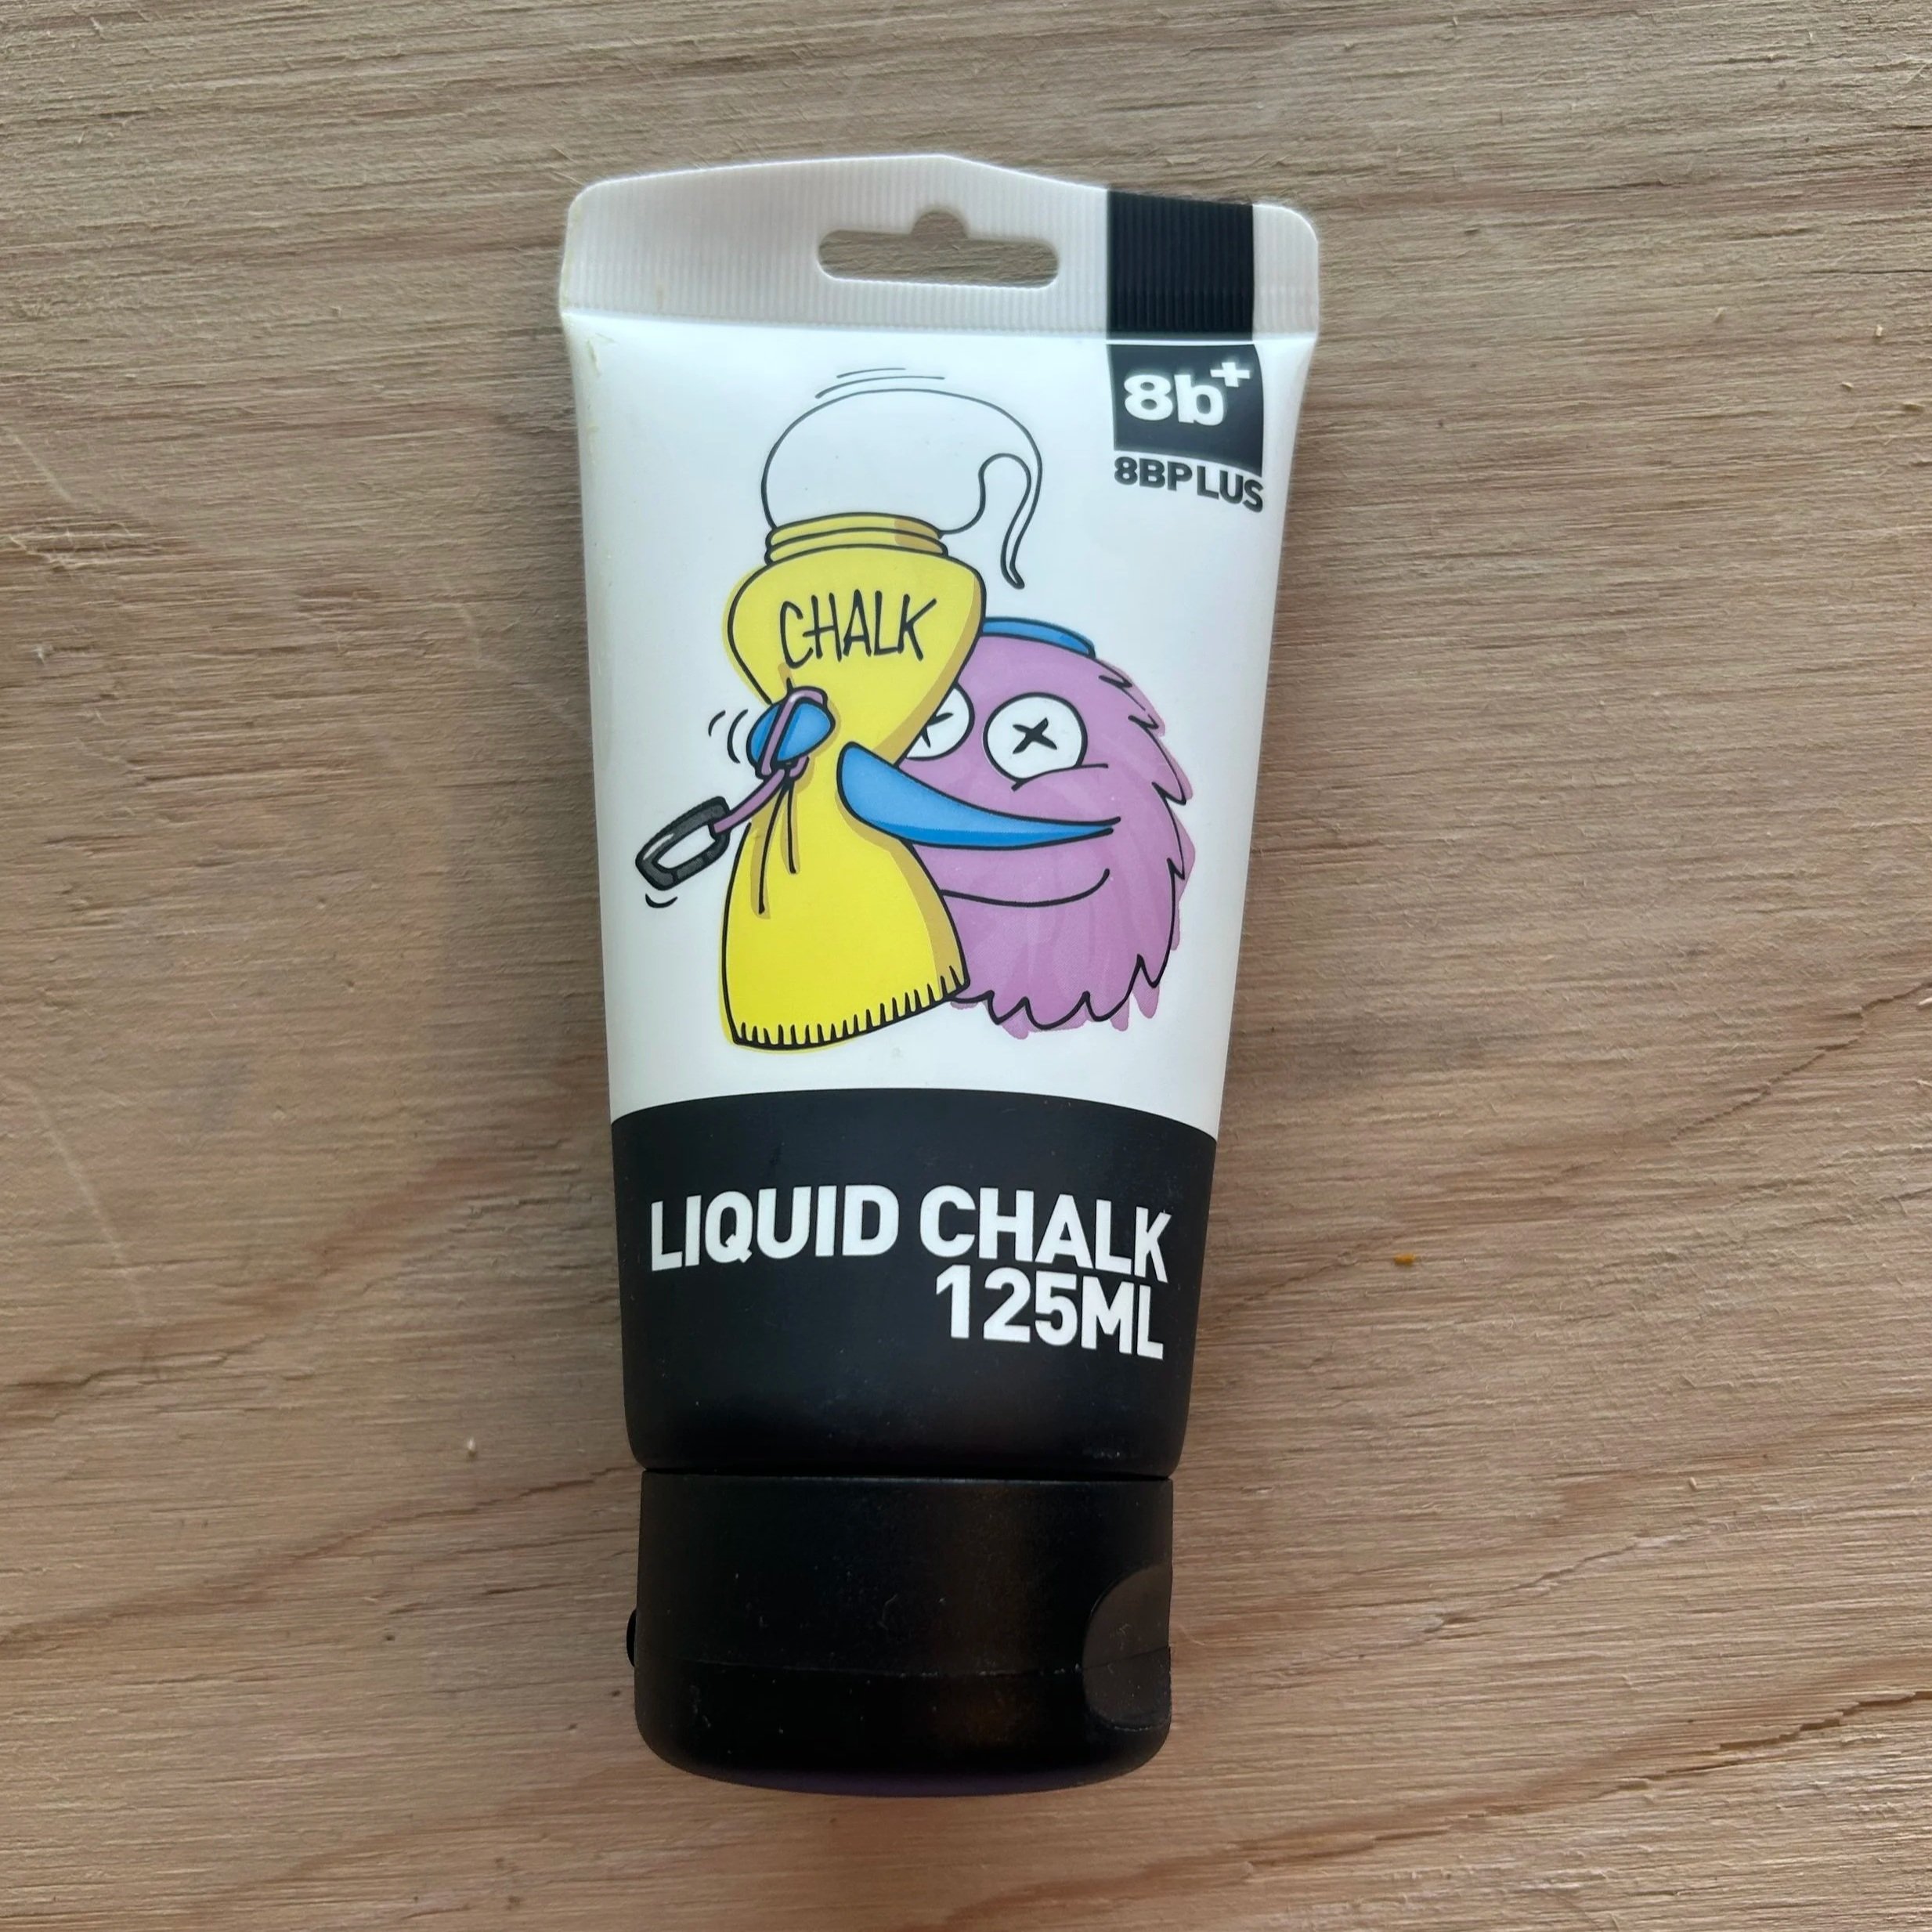 8b+
8BPLUS
CHALK
LIQUID CHALK
125ML